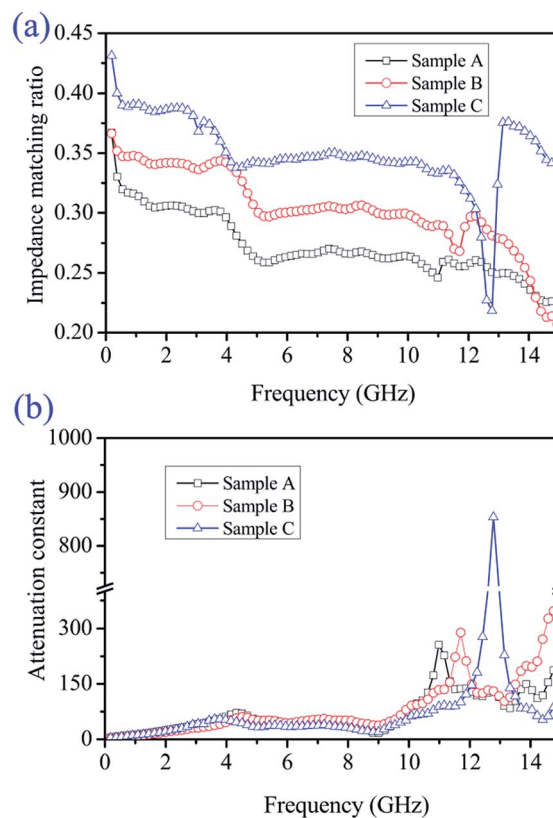 (a)
0.45
0.40
0.35
0.30
0.25
0.20
Impedance matching ratio
Sample A
Sample B
Sample C
0 2 4 6 8 10 12 14
Frequency (GHz)
(b)
1000
900
850
300
150
0
Attenuation constant
Sample A
Sample B
Sample C
0 2 4 6 8 10 12 14
Frequency (GHz)